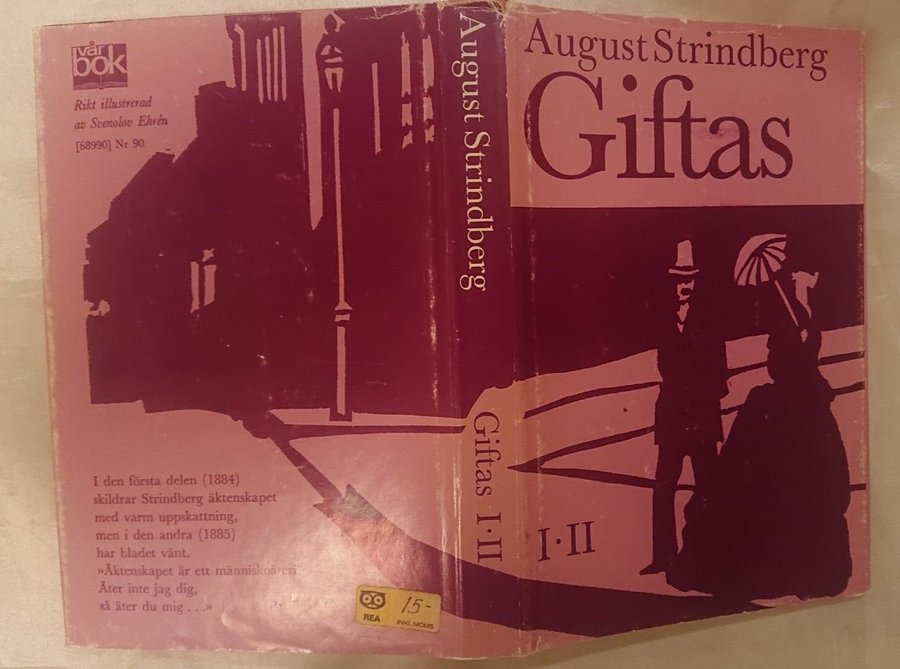 vår
bok
Rikt illustrerad
av Svenolov Ehrén
[68990] Nr 90
I den första delen (1884)
skildrar Strindberg äktenskapet
med varm uppskattning,
men i den andra (1885)
har bladet vänt.
»Äktenskapet är ett människoäteri.
Äter inte jag dig,
så äter du mig . . .»
REA
15-
INKL.MOMS
August Strindberg
Giftas I·II
August Strindberg
Giftas
I·II